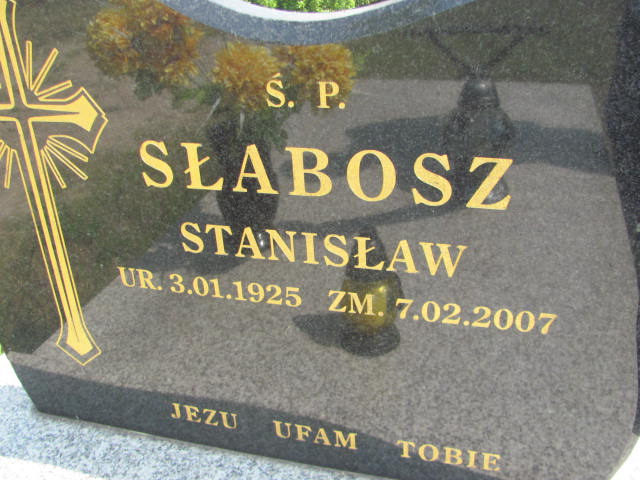 Ś. P.
SŁABOSZ
STANISŁAW
UR. 3.01.1925 ZM. 7.02.2007
JEZU UFAM TOBIE